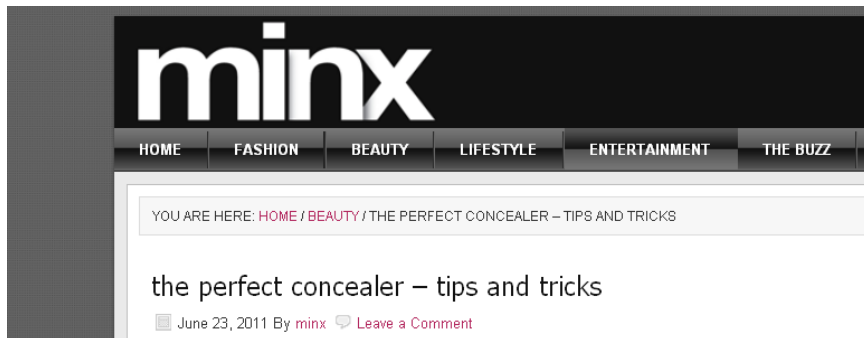 minx
HOME FASHION BEAUTY LIFESTYLE ENTERTAINMENT THE BUZZ
YOU ARE HERE: HOME / BEAUTY / THE PERFECT CONCEALER – TIPS AND TRICKS
the perfect concealer – tips and tricks
June 23, 2011 By minx Leave a Comment